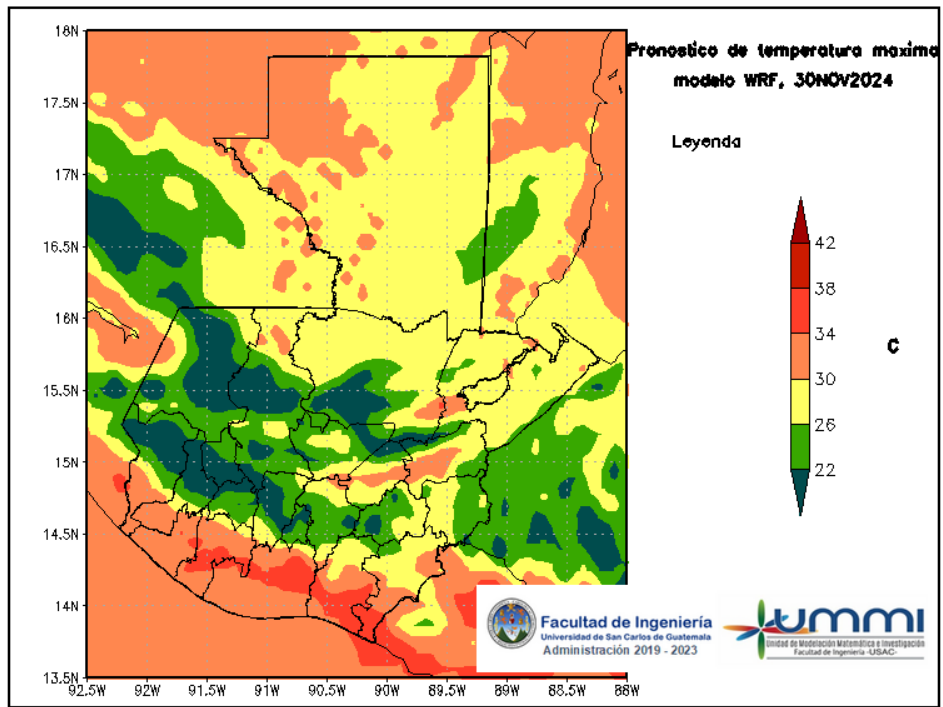 Pronostico de temperatura maxima
modelo WRF, 30NOV2024
Leyenda
42
38
34
30
26
22
C
18N
17.5N
17N
16.5N
16N
15.5N
15N
14.5N
14N
13.5N
92.5W 92W 91.5W 91W 90.5W 90W 89.5W 89W 88.5W 88W
Facultad de Ingeniería
Universidad de San Carlos de Guatemala
Administración 2019 - 2023
ummi
Unidad de Modelación Matemática e Investigación
Facultad de Ingeniería -USAC-